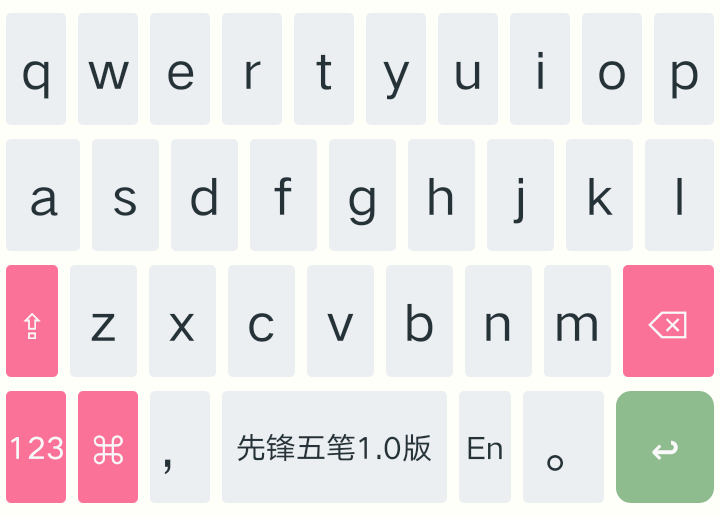 q w e r t y u i o p
a s d f g h j k l
⇪ z x c v b n m ⌫
123 ⌘ ， 先锋五笔1.0版 En 。 ↩